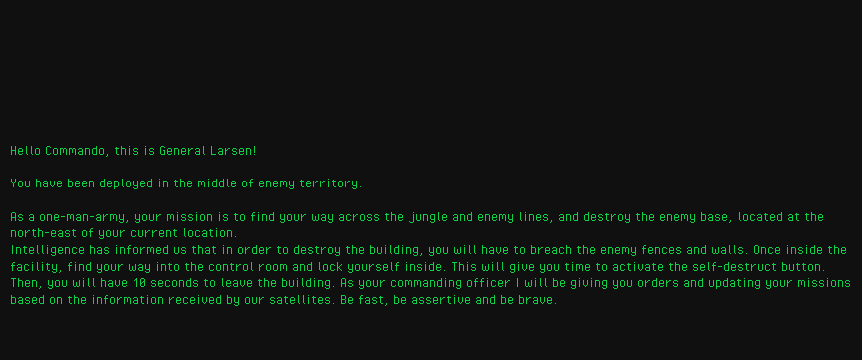 Hello Commando, this is General Larsen!
You have been deployed in the middle of enemy territory.
As a one-man-army, your mission is to find your way across the jungle and enemy lines, and destroy the enemy base, located at the
north-east of your current location.
Intelligence has informed us that in order to destroy the building, you will have to breach the enemy fences and walls. Once inside the
facility, find your way into the control room and lock yourself inside. This will give you time to activate the self-destruct button.
Then, you will have 10 seconds to leave the building. As your commanding officer I will be giving you orders and updating your missions
based on the information received by our satellites. Be fast, be assertive and be brave.